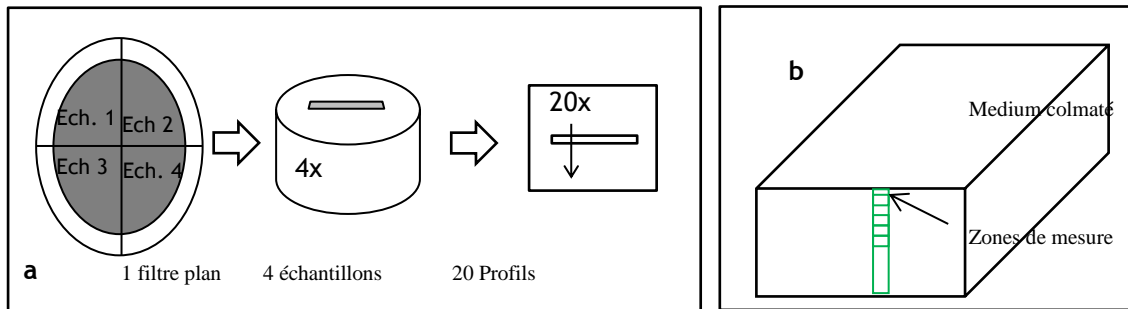 Ech. 1
Ech 2
Ech 3
Ech. 4
4x
20x
a
1 filtre plan
4 échantillons
20 Profils
b
Medium colmaté
Zones de mesure